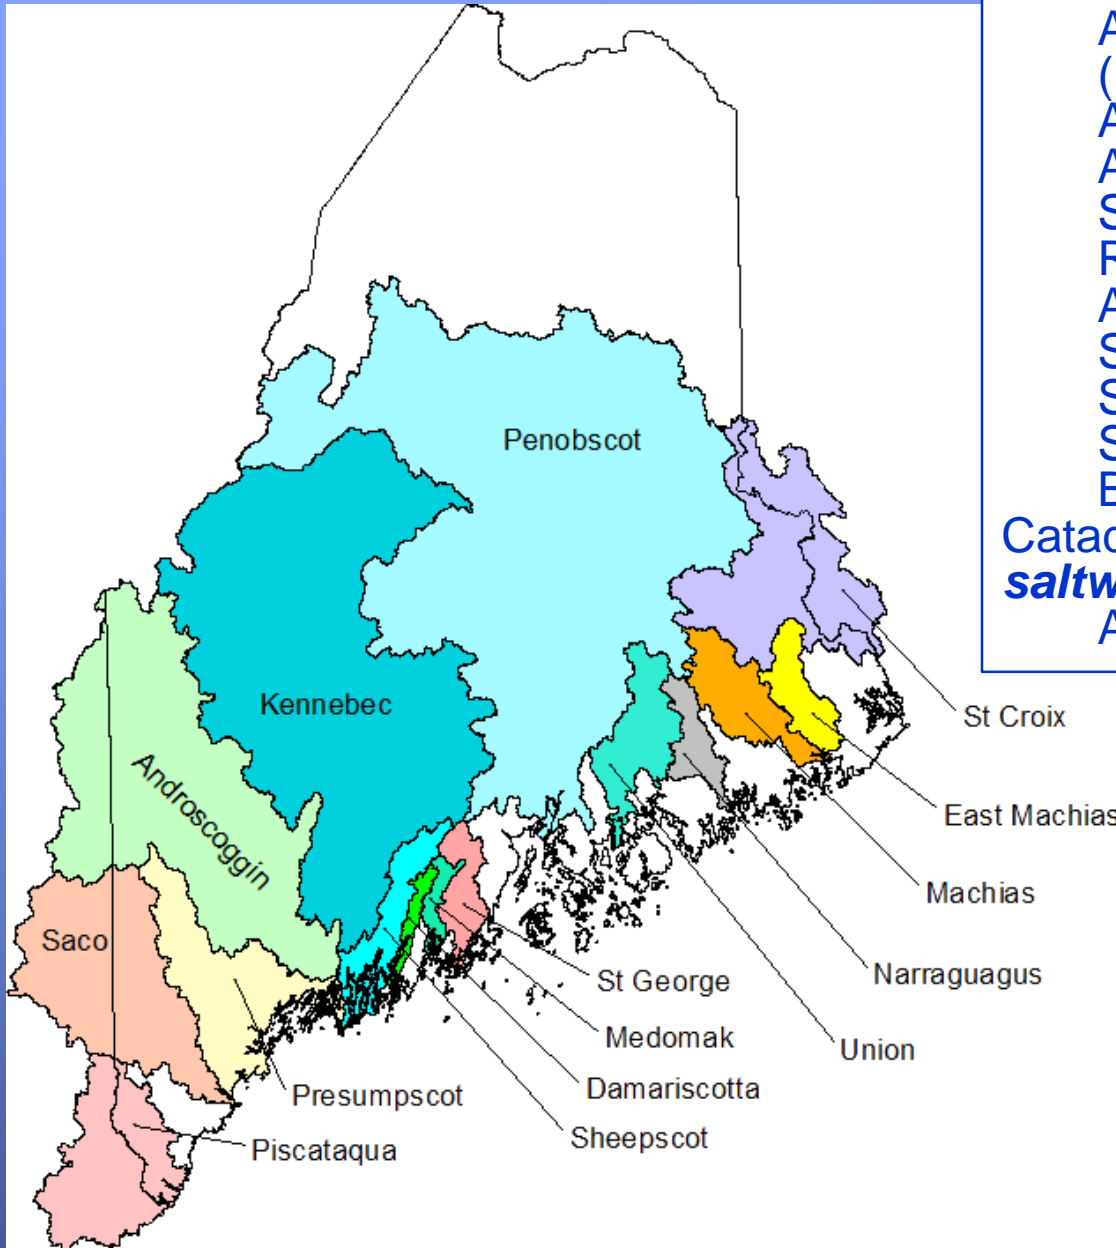 A
(
A
A
S
R
A
S
S
S
E
Catad
saltw
A
Penobscot
Kennebec
Androscoggin
Saco
St Croix
East Machias
Machias
Narraguagus
Union
St George
Medomak
Damariscotta
Sheepscot
Presumpscot
Piscataqua